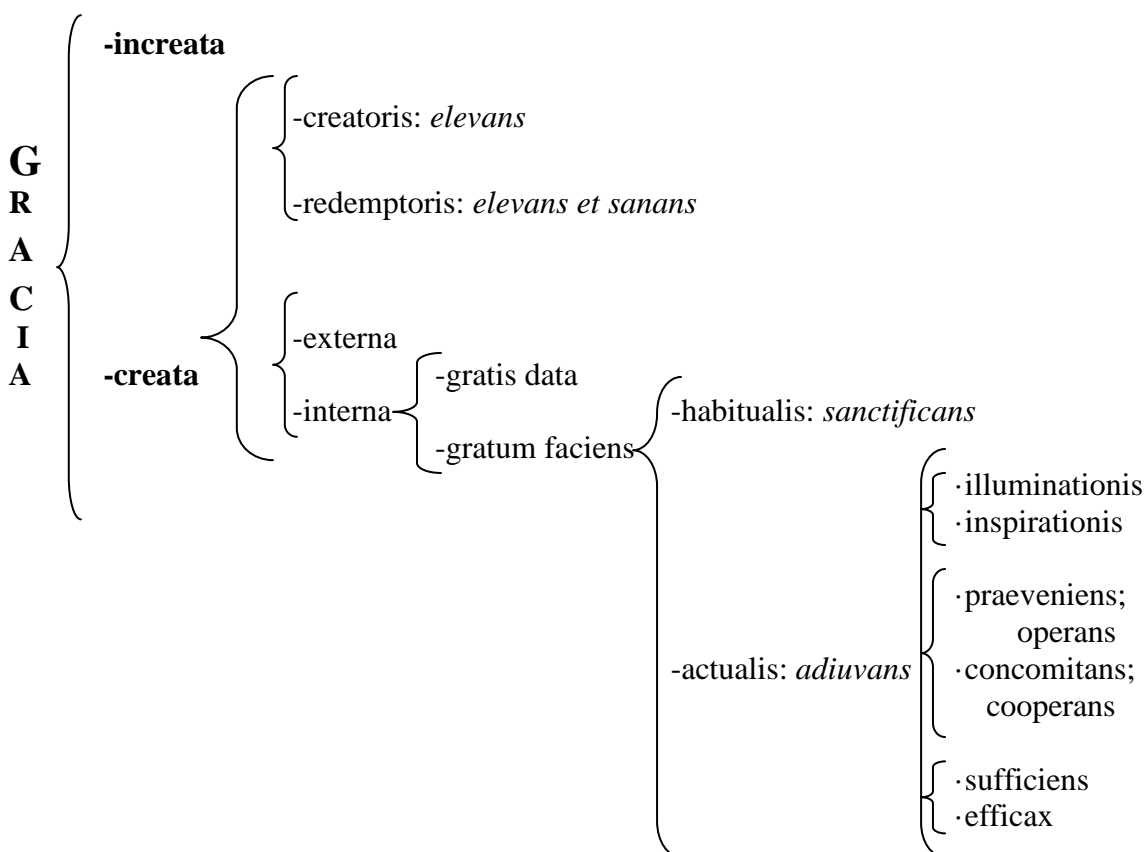 G
R
A
C
I
A
-increata
-creata
-creatoris: elevans
-redemptoris: elevans et sanans
-externa
-interna
-gratis data
-gratum faciens
-habitualis: sanctificans
-actualis: adiuvans
·illuminationis
·inspirationis
·praeveniens;
operans
·concomitans;
cooperans
·sufficiens
·efficax